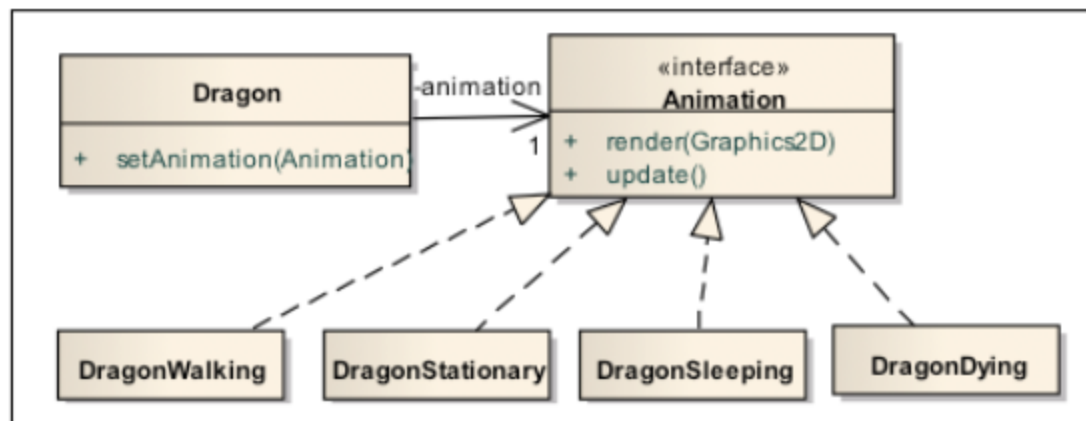 Dragon
+ setAnimation(Animation)
-animation
1
«interface»
Animation
+ render(Graphics2D)
+ update()
DragonWalking
DragonStationary
DragonSleeping
DragonDying